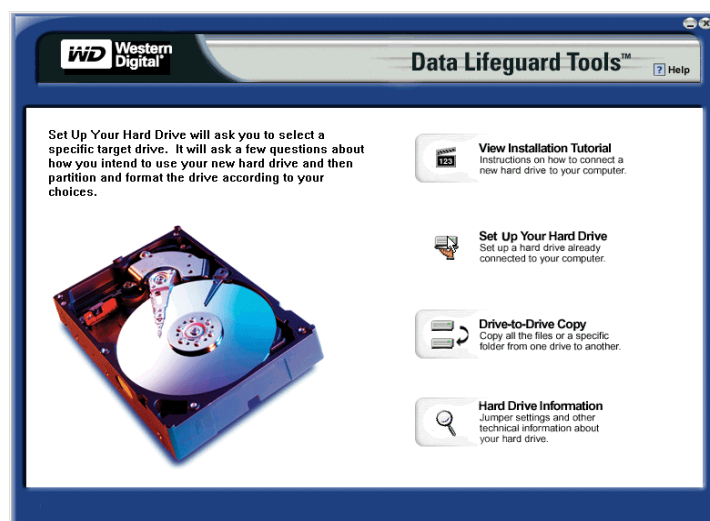 WD Western
Digital®
Data Lifeguard Tools™
? Help
Set Up Your Hard Drive will ask you to select a
specific target drive. It will ask a few questions about
how you intend to use your new hard drive and then
partition and format the drive according to your
choices.
123
View Installation Tutorial
Instructions on how to connect a
new hard drive to your computer.
Set Up Your Hard Drive
Set up a hard drive already
connected to your computer.
Drive-to-Drive Copy
Copy all the files or a specific
folder from one drive to another.
Hard Drive Information
Jumper settings and other
technical information about
your hard drive.